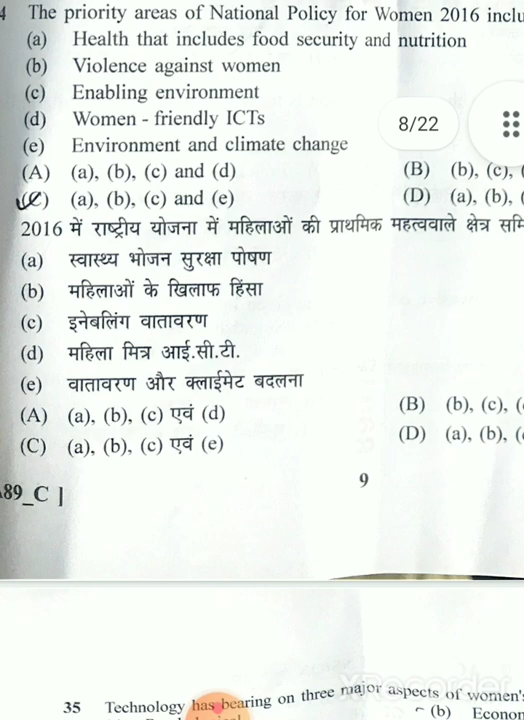 4 The priority areas of National Policy for Women 2016 inclu
(a) Health that includes food security and nutrition
(b) Violence against women
(c) Enabling environment
(d) Women - friendly ICTs
(e) Environment and climate change
8/22
(A) (a), (b), (c) and (d) (B) (b), (c), (
(C) (a), (b), (c) and (e) (D) (a), (b), (
2016 में राष्ट्रीय योजना में महिलाओं की प्राथमिक महत्ववाले क्षेत्र समि
(a) स्वास्थ्य भोजन सुरक्षा पोषण
(b) महिलाओं के खिलाफ हिंसा
(c) इनेबलिंग वातावरण
(d) महिला मित्र आई.सी.टी.
(e) वातावरण और क्लाईमेट बदलना
(A) (a), (b), (c) एवं (d) (B) (b), (c), (
(C) (a), (b), (c) एवं (e) (D) (a), (b), (
89_C ] 9
XRecorder
35 Technology has bearing on three major aspects of women's
(b) Econor